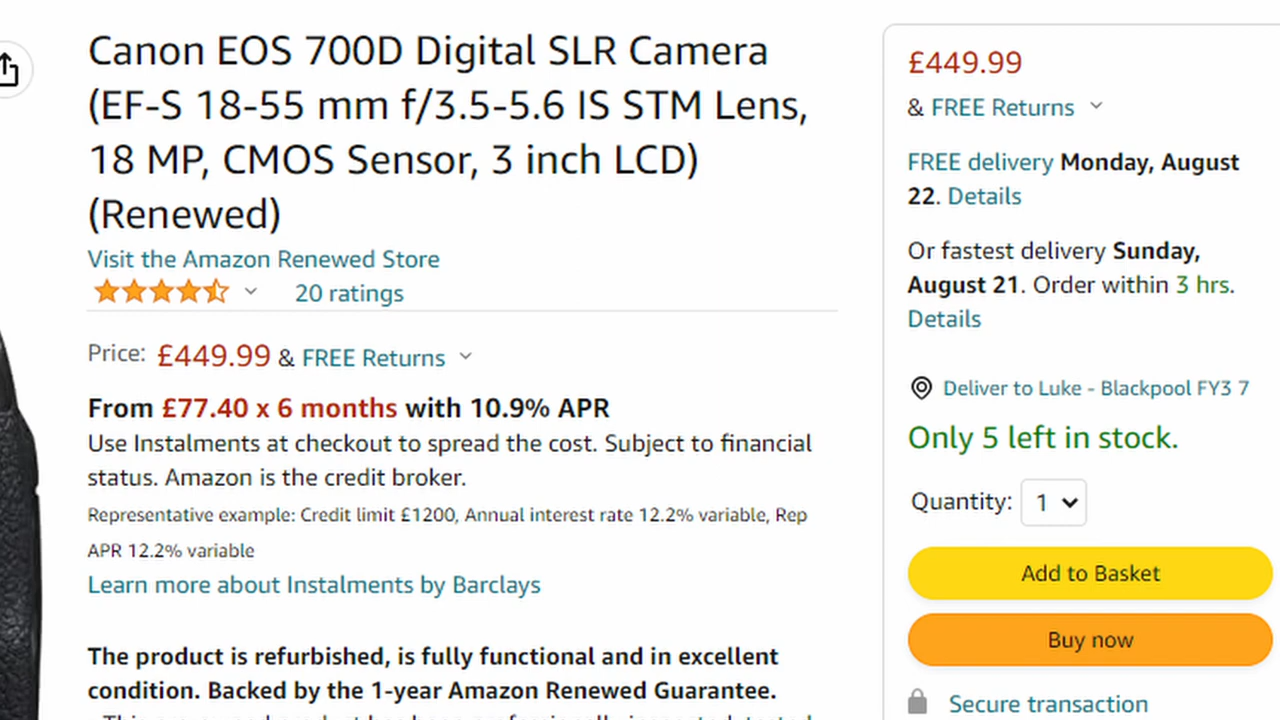 Canon EOS 700D Digital SLR Camera
(EF-S 18-55 mm f/3.5-5.6 IS STM Lens,
18 MP, CMOS Sensor, 3 inch LCD)
(Renewed)
Visit the Amazon Renewed Store
20 ratings
Price: £449.99 & FREE Returns
From £77.40 x 6 months with 10.9% APR
Use Instalments at checkout to spread the cost. Subject to financial
status. Amazon is the credit broker.
Representative example: Credit limit £1200, Annual interest rate 12.2% variable, Rep
APR 12.2% variable
Learn more about Instalments by Barclays
The product is refurbished, is fully functional and in excellent
condition. Backed by the 1-year Amazon Renewed Guarantee.
£449.99
& FREE Returns
FREE delivery Monday, August
22. Details
Or fastest delivery Sunday,
August 21. Order within 3 hrs.
Details
Deliver to Luke - Blackpool FY3 7
Only 5 left in stock.
Quantity: 1
Add to Basket
Buy now
Secure transaction